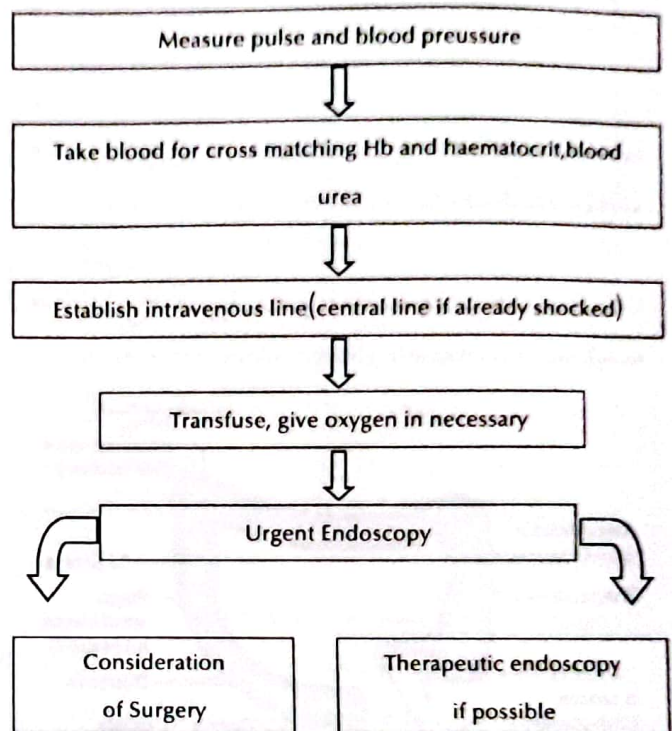 Measure pulse and blood preussure
Take blood for cross matching Hb and haematocrit,blood
urea
Establish intravenous line(central line if already shocked)
Transfuse, give oxygen in necessary
Urgent Endoscopy
Consideration
of Surgery
Therapeutic endoscopy
if possible